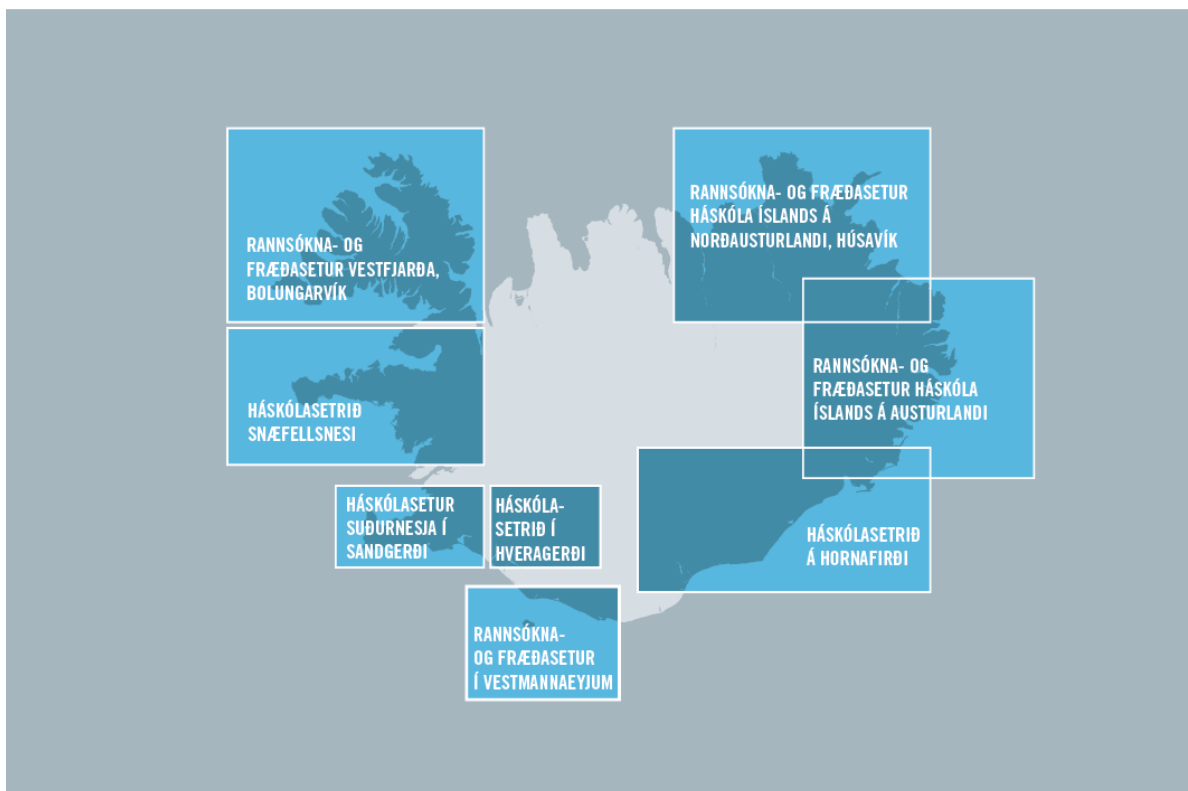 RANNSÓKNA- OG
FRÆÐASETUR VESTFJARÐA,
BOLUNGARVÍK
RANNSÓKNA- OG FRÆÐASETUR
HÁSKÓLA ÍSLANDS Á
NORÐAUSTURLANDI, HÚSAVÍK
RANNSÓKNA- OG
FRÆÐASETUR HÁSKÓLA
ÍSLANDS Á AUSTURLANDI
HÁSKÓLASETRIÐ
SNÆFELLSNESI
HÁSKÓLASETUR
SUÐURNESJA Í
SANDGERÐI
HÁSKÓLA-
SETRIÐ Í
HVERAGERÐI
HÁSKÓLASETRIÐ
Á HORNAFIRÐI
RANNSÓKNA-
OG FRÆÐASETUR
Í VESTMANNAEYJUM